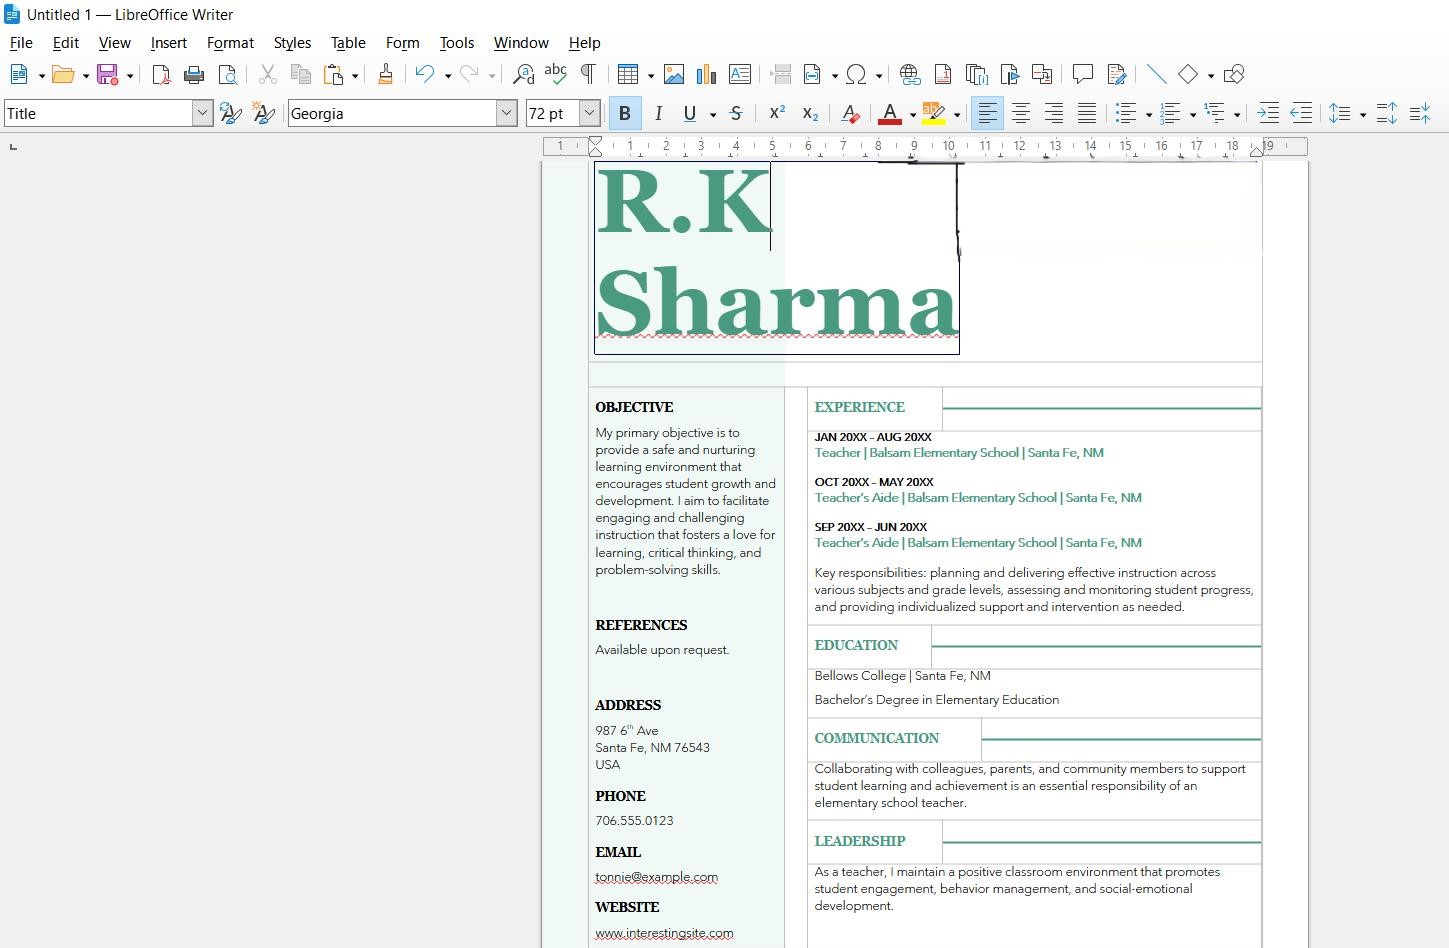 Untitled 1 — LibreOffice Writer
File Edit View Insert Format Styles Table Form Tools Window Help
Title Georgia 72 pt B I U S X² X₂ A A ab
1 1 2 3 4 5 6 7 8 9 10 11 12 13 14 15 16 17 18 19
R.K
Sharma
OBJECTIVE
My primary objective is to
provide a safe and nurturing
learning environment that
encourages student growth and
development. I aim to facilitate
engaging and challenging
instruction that fosters a love for
learning, critical thinking, and
problem-solving skills.
REFERENCES
Available upon request.
ADDRESS
987 6th Ave
Santa Fe, NM 76543
USA
PHONE
706.555.0123
EMAIL
tonnie@example.com
WEBSITE
www.interestingsite.com
EXPERIENCE
JAN 20XX – AUG 20XX
Teacher | Balsam Elementary School | Santa Fe, NM
OCT 20XX – MAY 20XX
Teacher's Aide | Balsam Elementary School | Santa Fe, NM
SEP 20XX – JUN 20XX
Teacher's Aide | Balsam Elementary School | Santa Fe, NM
Key responsibilities: planning and delivering effective instruction across
various subjects and grade levels, assessing and monitoring student progress,
and providing individualized support and intervention as needed.
EDUCATION
Bellows College | Santa Fe, NM
Bachelor's Degree in Elementary Education
COMMUNICATION
Collaborating with colleagues, parents, and community members to support
student learning and achievement is an essential responsibility of an
elementary school teacher.
LEADERSHIP
As a teacher, I maintain a positive classroom environment that promotes
student engagement, behavior management, and social-emotional
development.